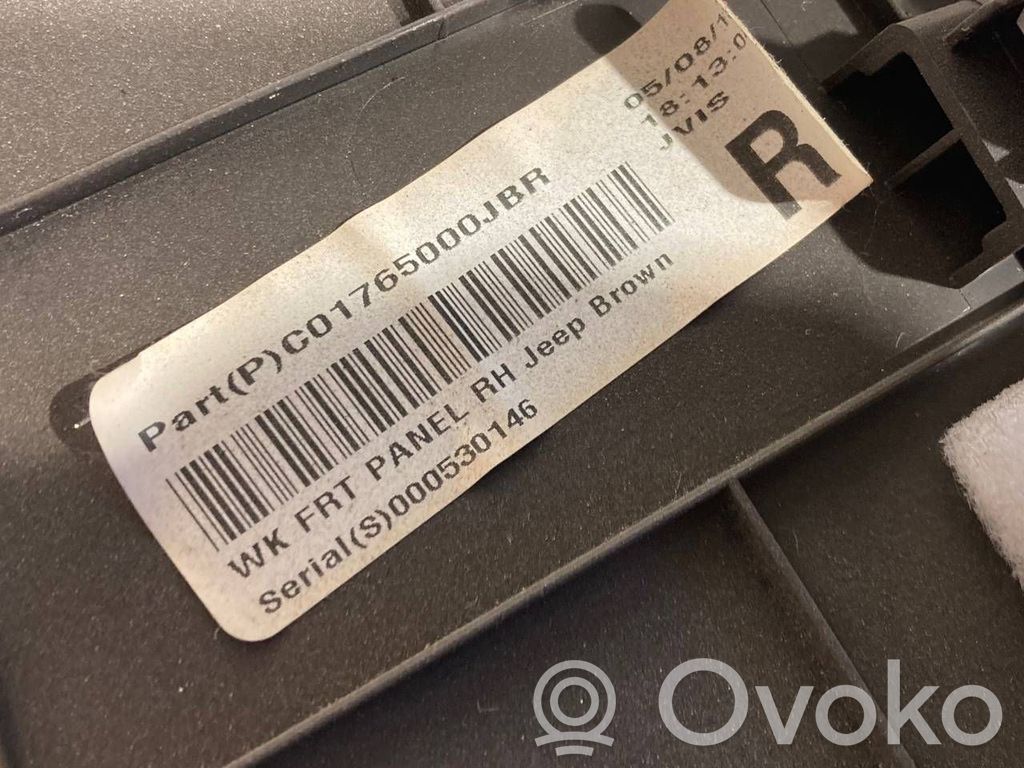 Part(P)C01765000JBR
WK FRT PANEL RH Jeep Brown
Serial(S)000530146
05/08/1
18:13:0
JVIS
R
Ovoko